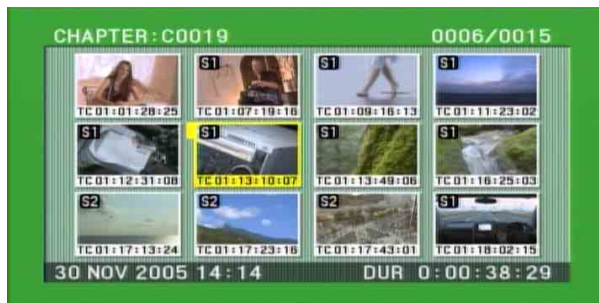 CHAPTER:C0019 0006/0015
S1 S1 S1
TC 01:01:28:25 TC 01:07:19:16 TC 01:09:16:13 TC 01:11:23:02
S1 S1 S1 S1
TC 01:12:31:08 TC 01:13:10:07 TC 01:13:49:06 TC 01:16:25:03
S2 S2 S2 S1
TC 01:17:13:24 TC 01:17:23:16 TC 01:17:43:01 TC 01:18:02:15
30 NOV 2005 14:14 DUR 0:00:38:29